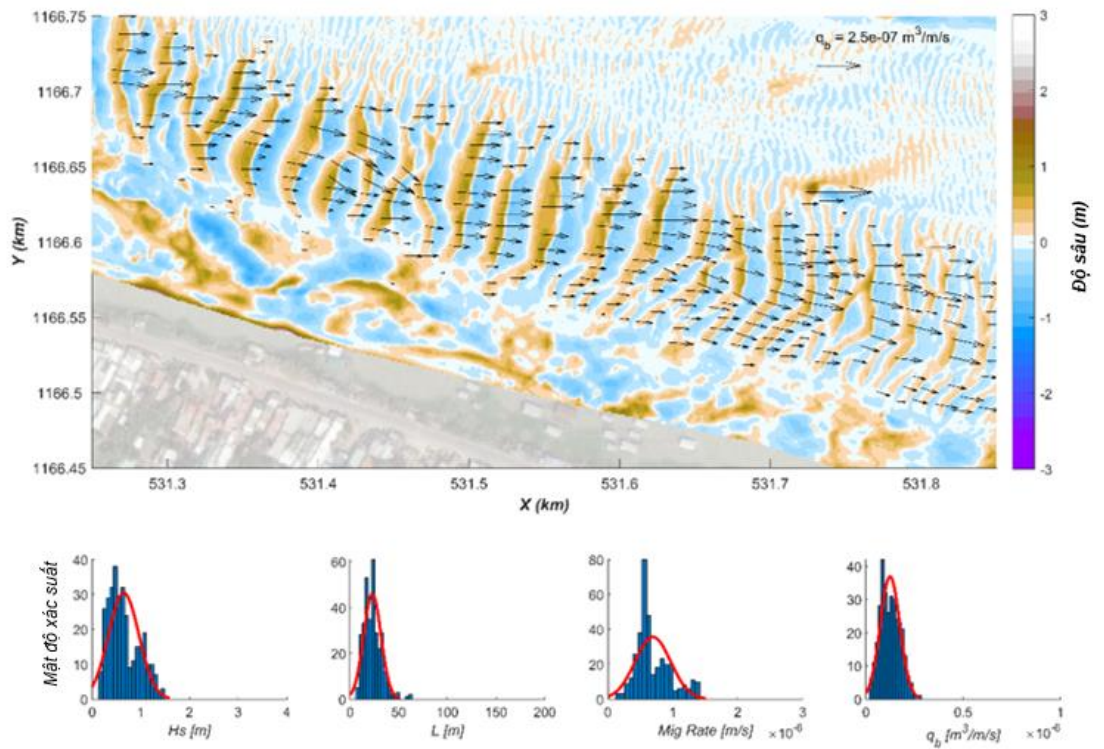 q_b = 2.5e-07 m³/m/s
1166.75
1166.7
1166.65
1166.6
1166.55
1166.5
1166.45
Y (km)
531.3 531.4 531.5 531.6 531.7 531.8
X (km)
3
2
1
0
-1
-2
-3
Độ sâu (m)
Mật độ xác suất
40
30
20
10
0
0 1 2 3 4
Hs [m]
60
40
20
0
0 50 100 150 200
L [m]
80
60
40
20
0
0 1 2 3
×10⁻⁶
Mig Rate [m/s]
40
30
20
10
0
0 0.5 1
×10⁻⁶
q_b [m³/m/s]